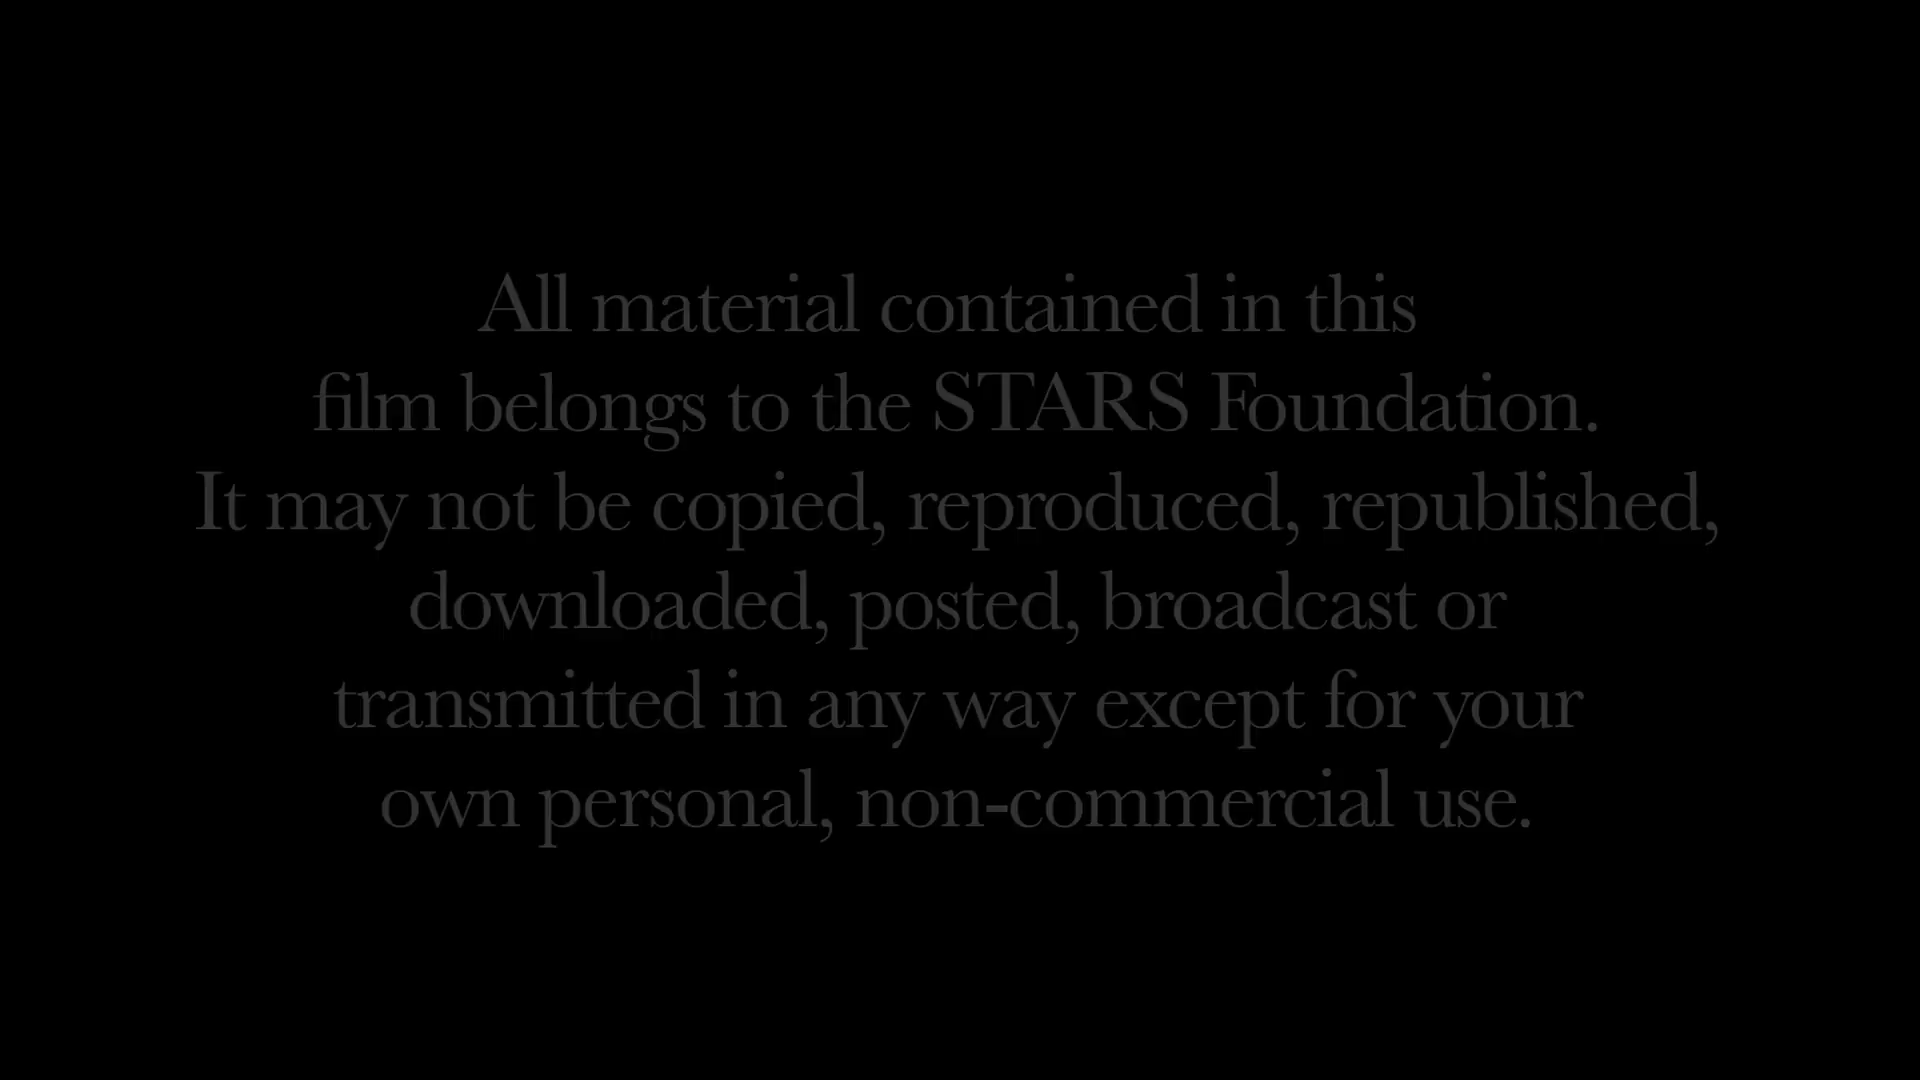 All material contained in this
film belongs to the STARS Foundation.
It may not be copied, reproduced, republished,
downloaded, posted, broadcast or
transmitted in any way except for your
own personal, non-commercial use.